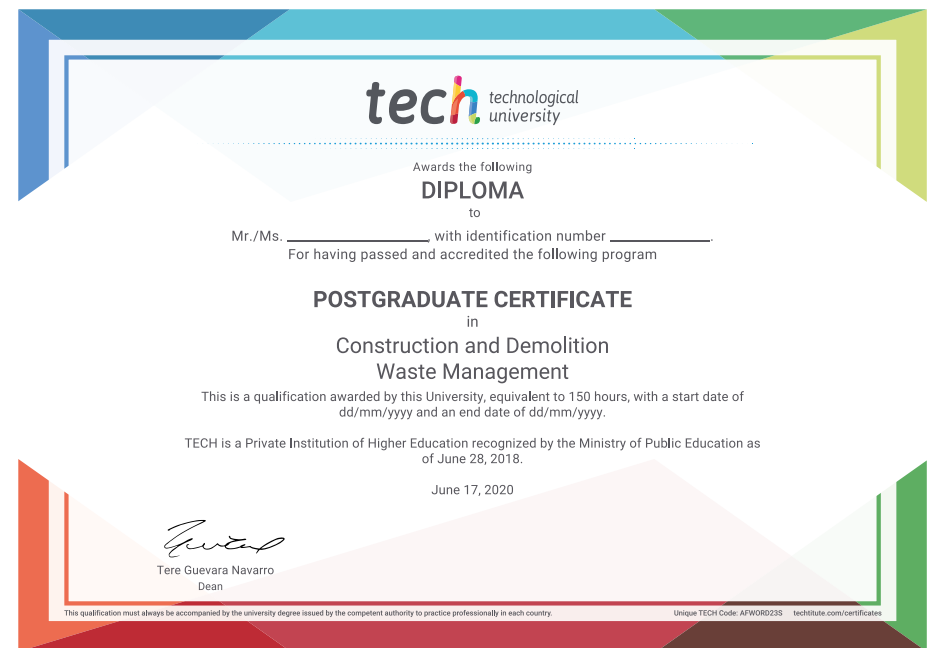 tech technological
university
Awards the following
DIPLOMA
to
Mr./Ms. ____________________, with identification number ______________.
For having passed and accredited the following program
POSTGRADUATE CERTIFICATE
in
Construction and Demolition
Waste Management
This is a qualification awarded by this University, equivalent to 150 hours, with a start date of
dd/mm/yyyy and an end date of dd/mm/yyyy.
TECH is a Private Institution of Higher Education recognized by the Ministry of Public Education as
of June 28, 2018.
June 17, 2020
Tere Guevara Navarro
Dean
This qualification must always be accompanied by the university degree issued by the competent authority to practice professionally in each country.
Unique TECH Code: AFWORD23S techtitute.com/certificates